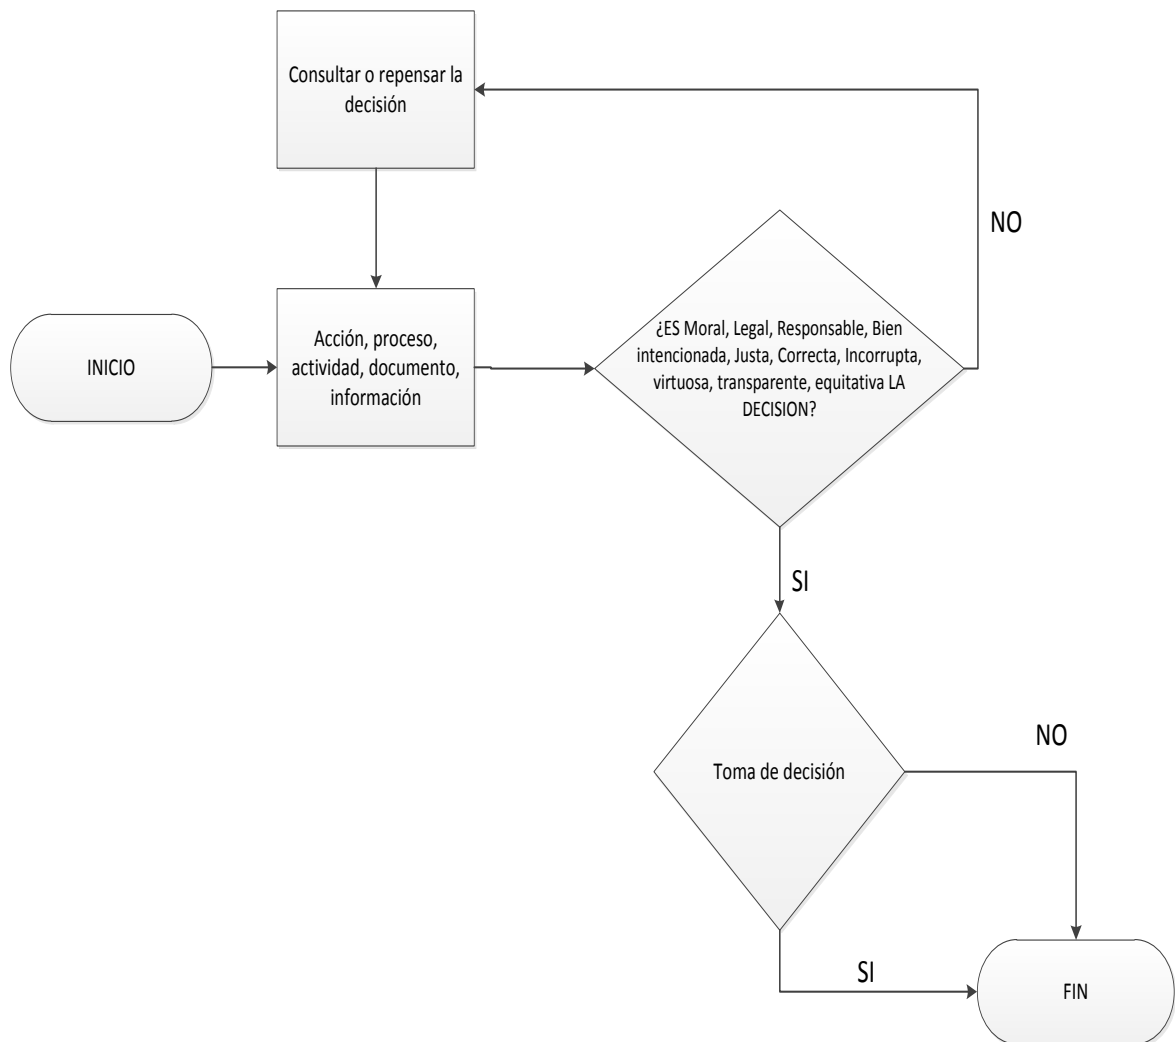 Consultar o repensar la
decisión
NO
INICIO
Acción, proceso,
actividad, documento,
información
¿ES Moral, Legal, Responsable, Bien
intencionada, Justa, Correcta, Incorrupta,
virtuosa, transparente, equitativa LA
DECISION?
SI
Toma de decisión
NO
SI
FIN